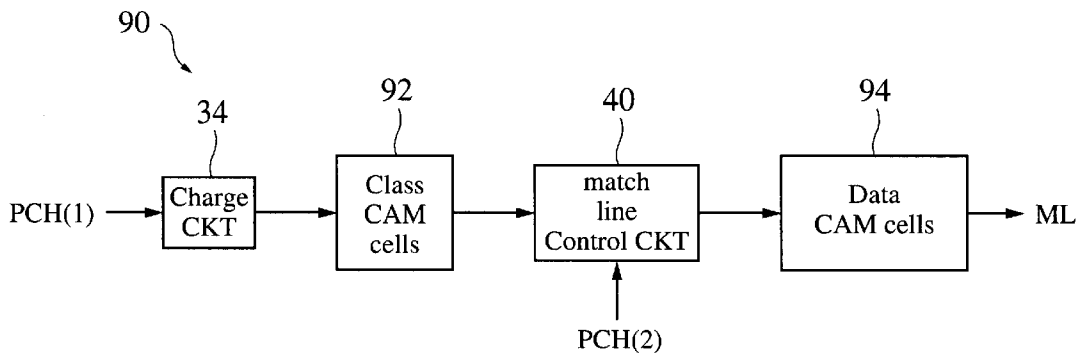 90
34
92
40
94
PCH(1)
Charge
CKT
Class
CAM
cells
match
line
Control CKT
Data
CAM cells
ML
PCH(2)